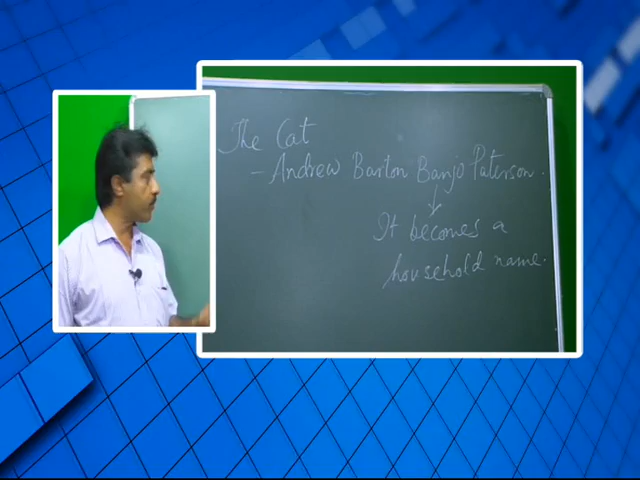 The Cat
- Andrew Barton Banjo Paterson.
It becomes a
household name.